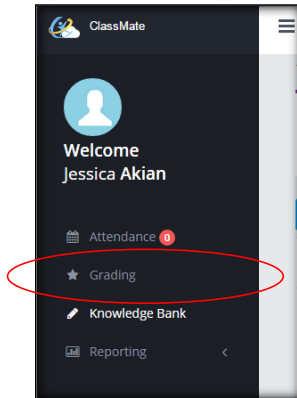 ClassMate
Welcome
Jessica Akian
Attendance 0
Grading
Knowledge Bank
Reporting